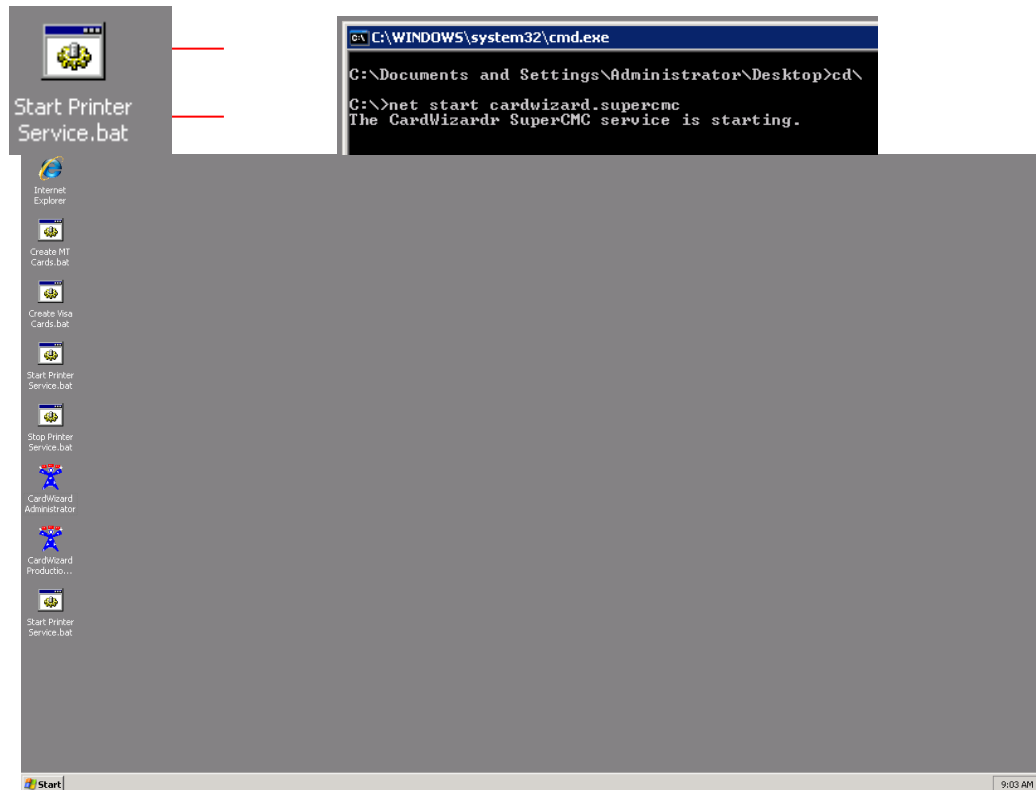 Start Printer
Service.bat
C:\WINDOWS\system32\cmd.exe
C:\Documents and Settings\Administrator\Desktop>cd\
C:\>net start cardwizard.supercmc
The CardWizardr SuperCMC service is starting.
Internet
Explorer
Create MT
Cards.bat
Create Visa
Cards.bat
Start Printer
Service.bat
Stop Printer
Service.bat
CardWizard
Administrator
CardWizard
Productio...
Start Printer
Service.bat
Start
9:03 AM